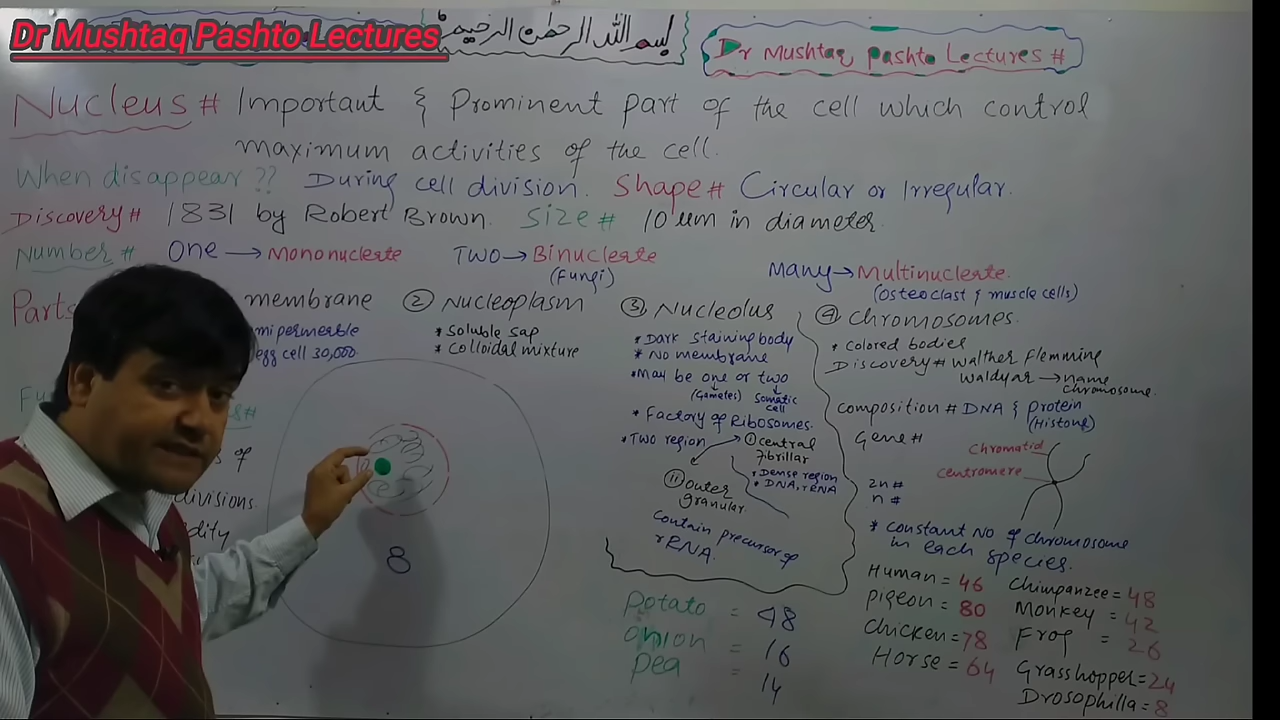 Dr Mushtaq Pashto Lectures
بسم الله الرحمن الرحيم
Dr Mushtaq Pashto Lectures #
Nucleus # Important & Prominent part of the cell which control
maximum activities of the cell.
When disappear ?? During cell division. Shape # Circular or Irregular.
Discovery # 1831 by Robert Brown. Size # 10 um in diameter.
Number # One → Mononucleate Two → Binucleate
(Fungi)
Many → Multinucleate.
(Osteoclast & muscle cells)
Parts membrane
mipermeable
egg cell 30,000
② Nucleoplasm
* Soluble sap
* Colloidal mixture
③ Nucleolus
* Dark staining body
* No membrane
* May be one or two
(Gametes) Somatic
cell
* Factory of Ribosomes.
* Two region → ① central
fibrillar
* Dense region
* DNA, rRNA
ii outer
granular.
Contain precursor of
rRNA.
④ Chromosomes.
* Colored bodies
Discovery # Walther Flemming
Waldyar → name
chromosome.
composition # DNA & protein
(Histone)
Gene #
Chromatid
centromere
2n #
n #
* constant No of chromosome
in each species.
Human = 46 Chimpanzee = 48
Pigeon = 80 Monkey = 42
Chicken = 78 Frog = 26
Horse = 64 Grasshopper = 24
Drosophilla = 8
Potato = 48
Onion = 16
Pea = 14
of
divisions.
dity
8